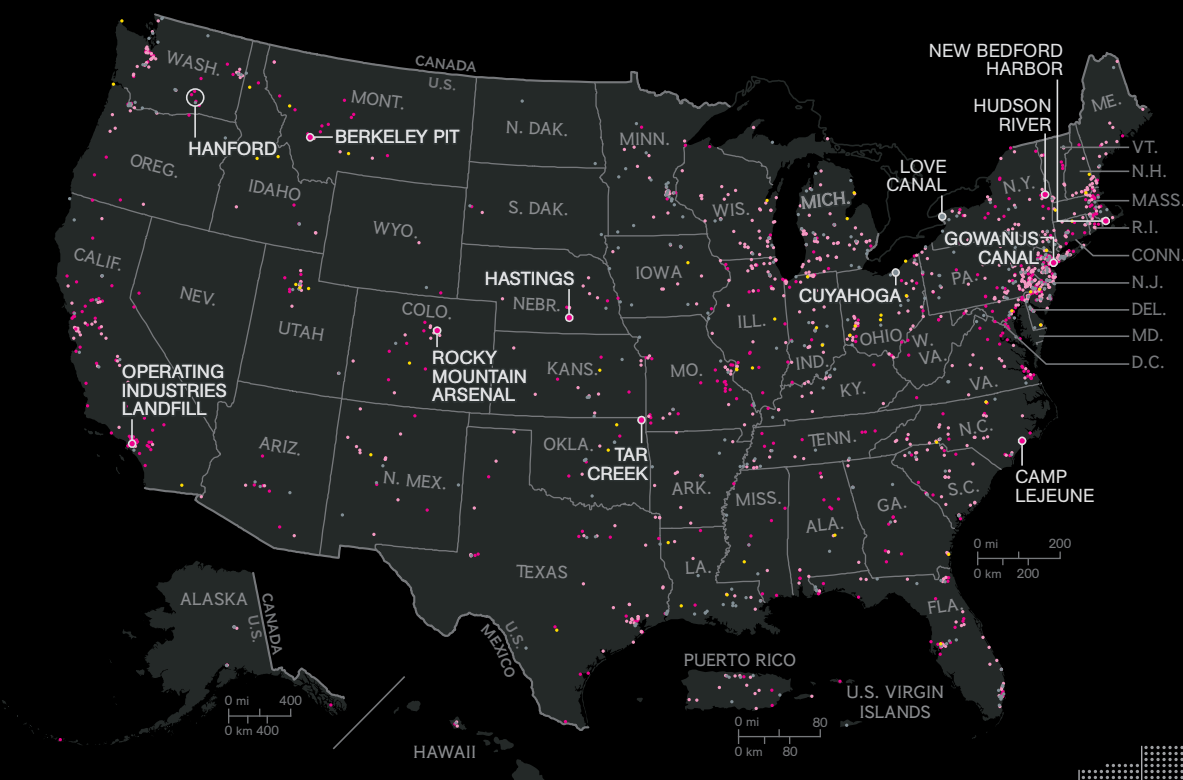 CANADA
U.S.
NEW BEDFORD
HARBOR
HUDSON
RIVER
LOVE
CANAL
WASH.
MONT.
N. DAK.
MINN.
ME.
HANFORD
BERKELEY PIT
VT.
N.H.
MASS.
R.I.
CONN.
N.J.
DEL.
MD.
D.C.
OREG.
IDAHO
S. DAK.
WIS.
MICH.
N.Y.
WYO.
GOWANUS
CANAL
CALIF.
NEV.
HASTINGS
IOWA
PA.
NEBR.
CUYAHOGA
UTAH
COLO.
ILL.
IND.
OHIO
W.
VA.
ROCKY
MOUNTAIN
ARSENAL
KANS.
MO.
KY.
VA.
OPERATING
INDUSTRIES
LANDFILL
ARIZ.
N. MEX.
OKLA.
TAR
CREEK
TENN.
N.C.
ARK.
MISS.
ALA.
GA.
S.C.
CAMP
LEJEUNE
0 mi 200
0 km 200
TEXAS
LA.
FLA.
ALASKA
CANADA
U.S.
U.S.
MEXICO
0 mi 400
0 km 400
HAWAII
PUERTO RICO
U.S. VIRGIN
ISLANDS
0 mi 80
0 km 80